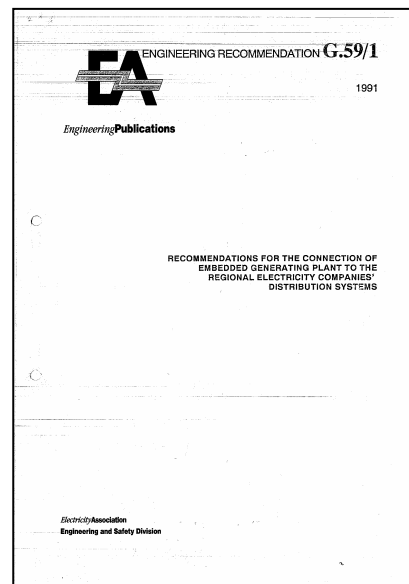 EA
ENGINEERING RECOMMENDATION G.59/1
1991
EngineeringPublications
RECOMMENDATIONS FOR THE CONNECTION OF
EMBEDDED GENERATING PLANT TO THE
REGIONAL ELECTRICITY COMPANIES'
DISTRIBUTION SYSTEMS
ElectricityAssociation
Engineering and Safety Division